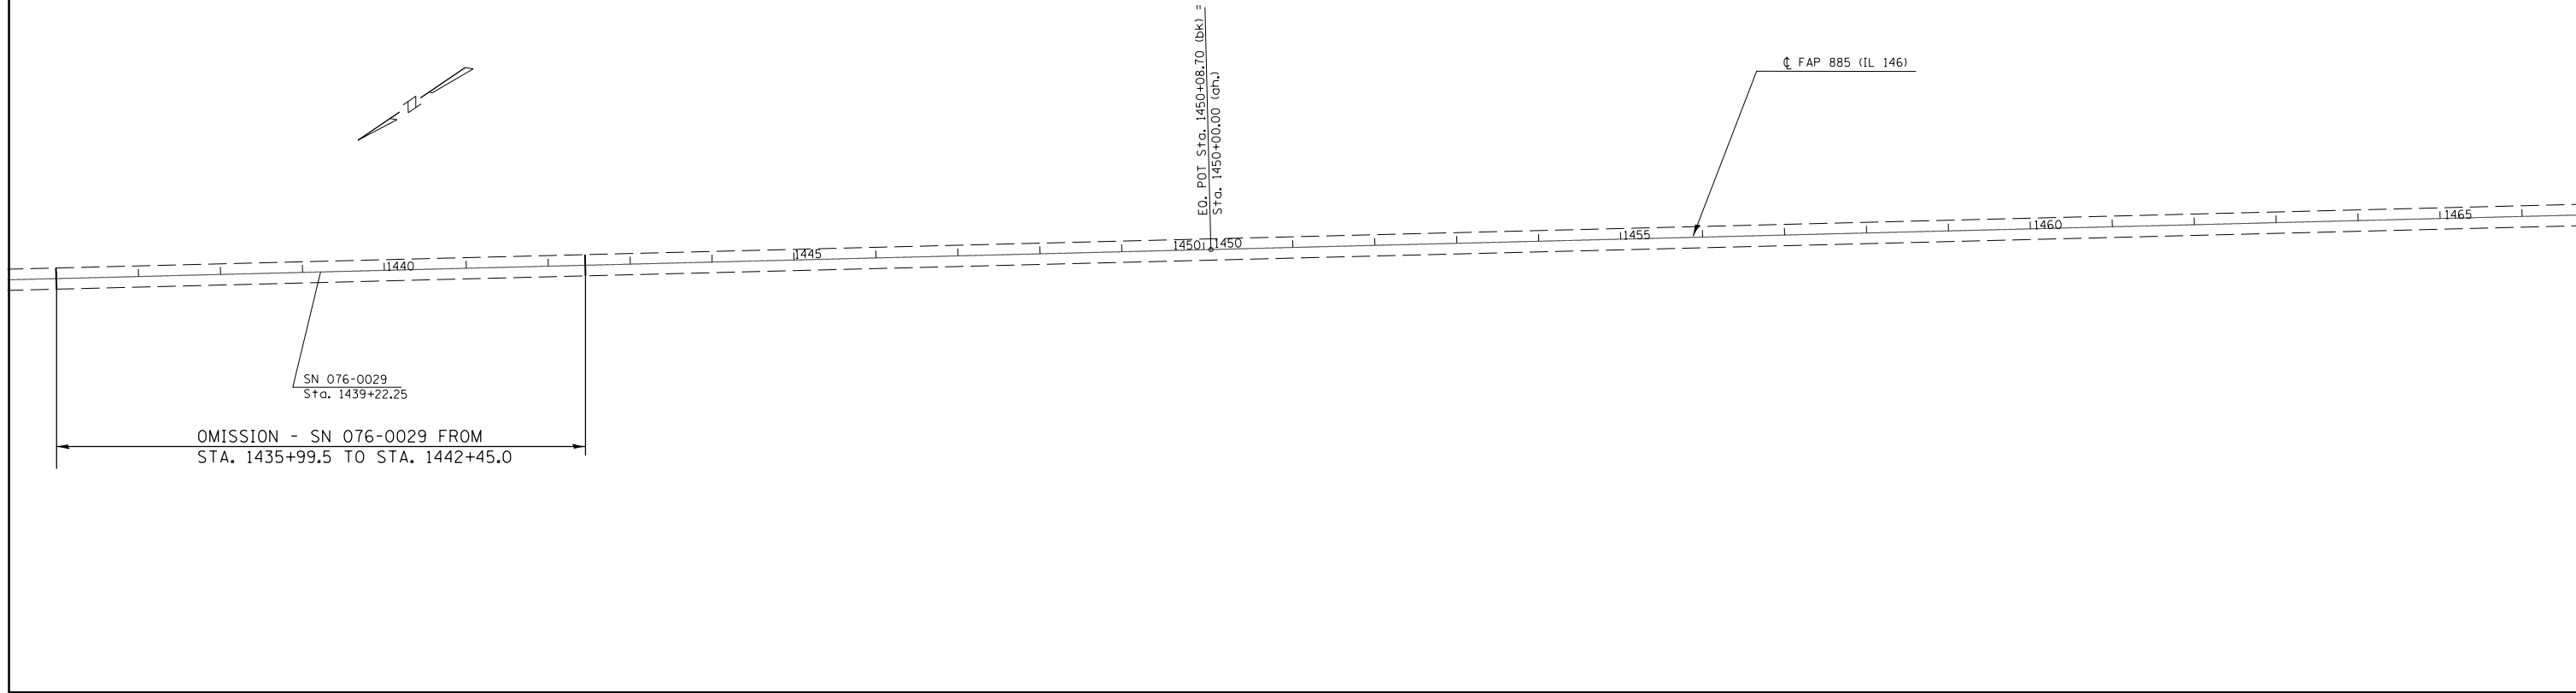 EQ. POT Sta. 1450+08.70 (bk) =
Sta. 1450+00.00 (ah.)
℄ FAP 885 (IL 146)
N
1440
1445
1450
1450
1455
1460
1465
SN 076-0029
Sta. 1439+22.25
OMISSION - SN 076-0029 FROM
STA. 1435+99.5 TO STA. 1442+45.0